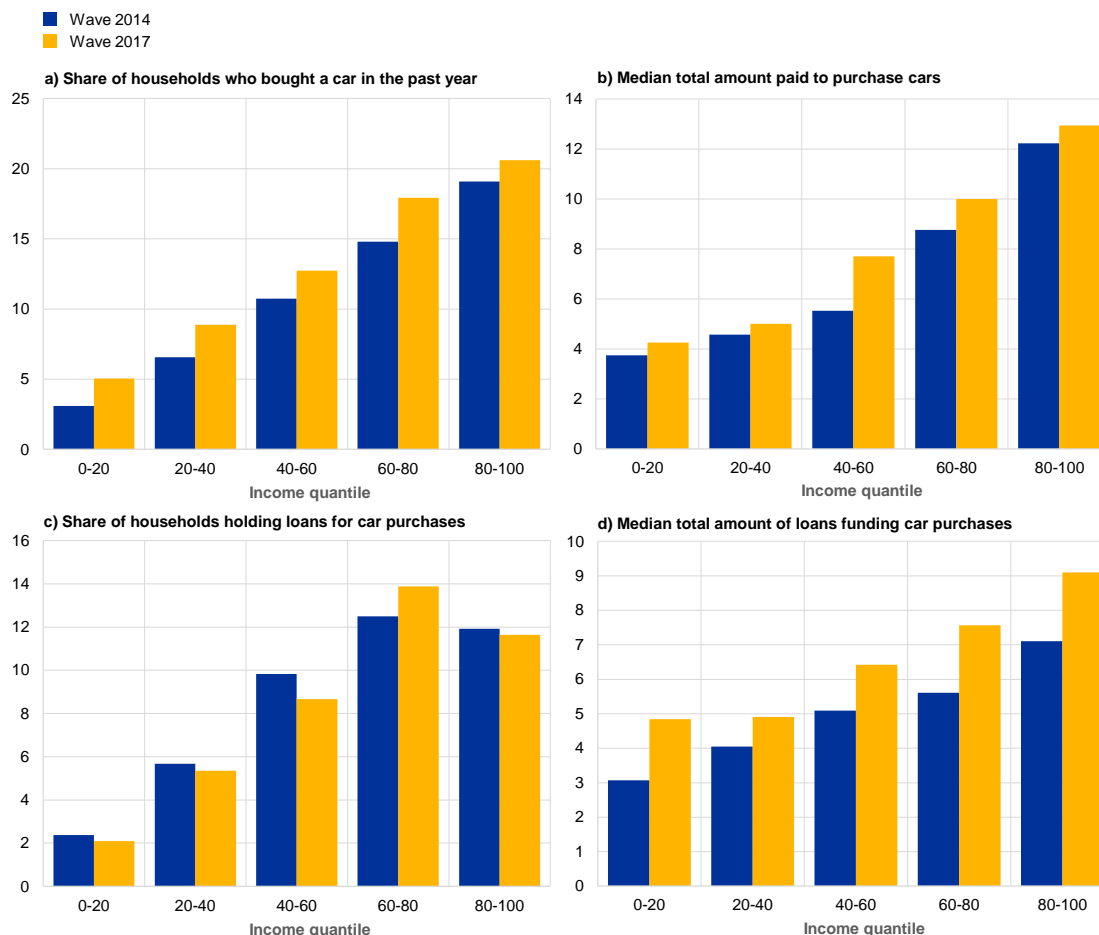 Wave 2014
Wave 2017
a) Share of households who bought a car in the past year
25
20
15
10
5
0
0-20 20-40 40-60 60-80 80-100
Income quantile
b) Median total amount paid to purchase cars
14
12
10
8
6
4
2
0
0-20 20-40 40-60 60-80 80-100
Income quantile
c) Share of households holding loans for car purchases
16
14
12
10
8
6
4
2
0
0-20 20-40 40-60 60-80 80-100
Income quantile
d) Median total amount of loans funding car purchases
10
9
8
7
6
5
4
3
2
1
0
0-20 20-40 40-60 60-80 80-100
Income quantile